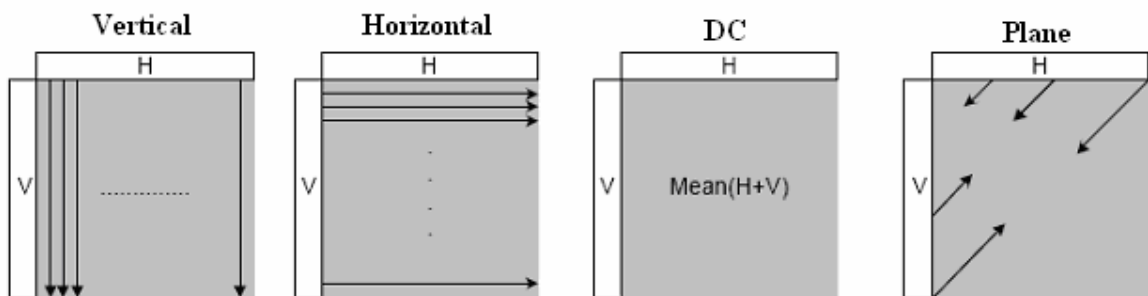 Vertical
H
V
Horizontal
H
V
DC
H
V
Mean(H+V)
Plane
H
V